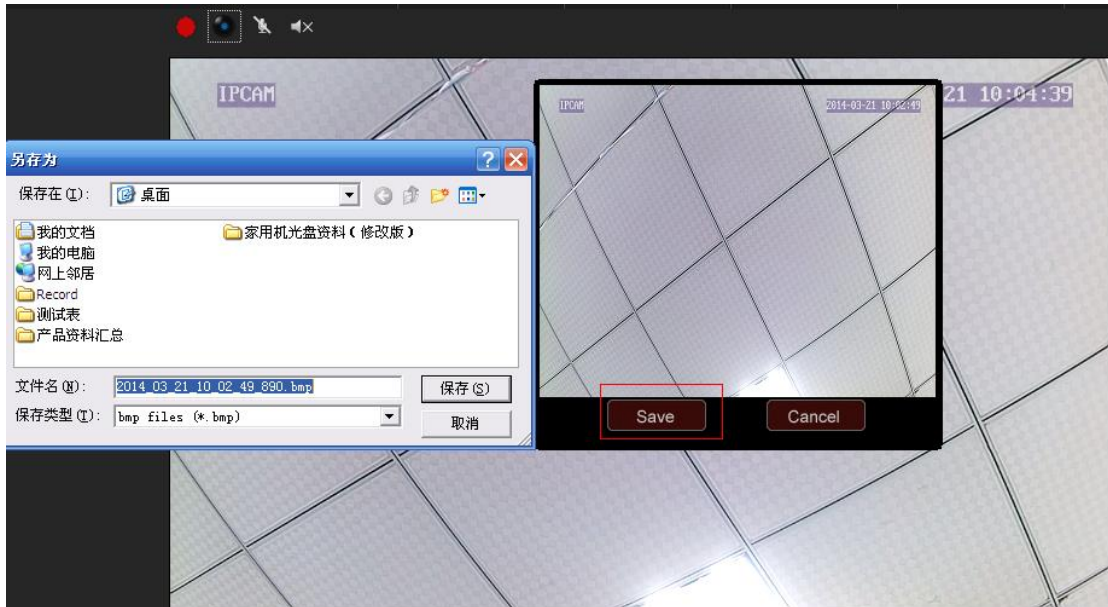 IPCAM
21 10:04:39
IPCAM
2014-03-21 10:02:49
另存为
保存在(I):
桌面
我的文档
家用机光盘资料(修改版)
我的电脑
网上邻居
Record
测试表
产品资料汇总
文件名(N):
2014_03_21_10_02_49_890.bmp
保存(S)
保存类型(T):
bmp files (*.bmp)
取消
Save
Cancel